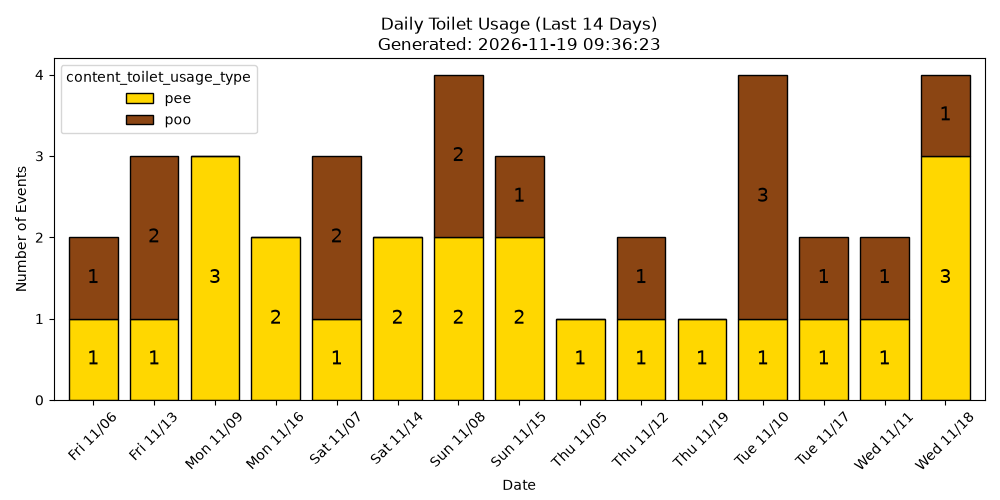 Daily Toilet Usage (Last 14 Days)
Generated: 2026-11-19 09:36:23
content_toilet_usage_type
pee
poo
Number of Events
4
3
2
1
0
1 1
1 2
3
2
1 2
2
2 2
2 1
1
1 1
1
1 3
1 1
1 1
3 1
Fri 11/06
Fri 11/13
Mon 11/09
Mon 11/16
Sat 11/07
Sat 11/14
Sun 11/08
Sun 11/15
Thu 11/05
Thu 11/12
Thu 11/19
Tue 11/10
Tue 11/17
Wed 11/11
Wed 11/18
Date